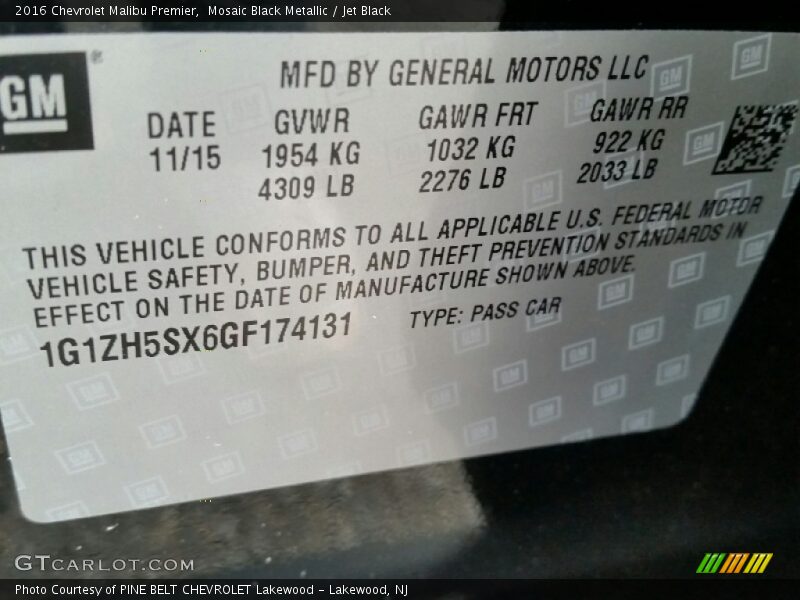 2016 Chevrolet Malibu Premier, Mosaic Black Metallic / Jet Black
GM®
MFD BY GENERAL MOTORS LLC
DATE GVWR GAWR FRT GAWR RR
11/15 1954 KG 1032 KG 922 KG
4309 LB 2276 LB 2033 LB
THIS VEHICLE CONFORMS TO ALL APPLICABLE U.S. FEDERAL MOTOR
VEHICLE SAFETY, BUMPER, AND THEFT PREVENTION STANDARDS IN
EFFECT ON THE DATE OF MANUFACTURE SHOWN ABOVE.
1G1ZH5SX6GF174131 TYPE: PASS CAR
GTCARLOT.COM
Photo Courtesy of PINE BELT CHEVROLET Lakewood - Lakewood, NJ